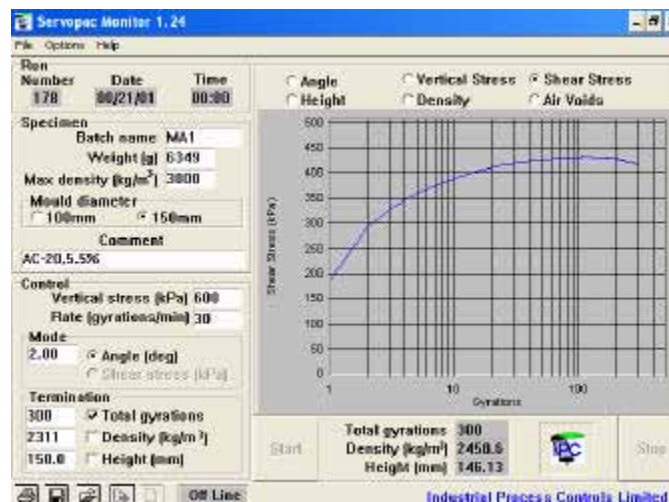 Servopac Monitor 1.24
File Options Help
Run
Number Date Time
178 00:00
Specimen
Batch name MA1
Weight (g) 6349
Max density (kg/m³) 3000
Mould diameter
100mm 150mm
Comment
AC-20,5.5%
Control
Vertical stress (kPa) 600
Rate (gyrations/min) 30
Mode
2.00 Angle (deg)
Shear stress (kPa)
Termination
300 Total gyrations
2311 Density (kg/m³)
150.0 Height (mm)
Off Line
Angle Vertical Stress Shear Stress
Height Density Air Voids
Shear Stress (kPa)
500
450
400
350
300
250
200
150
100
50
0
1 10 100
Gyrations
Start
Total gyrations 300
Density (kg/m³) 2450.6
Height (mm) 146.13
IPC
Stop
Industrial Process Controls Limited